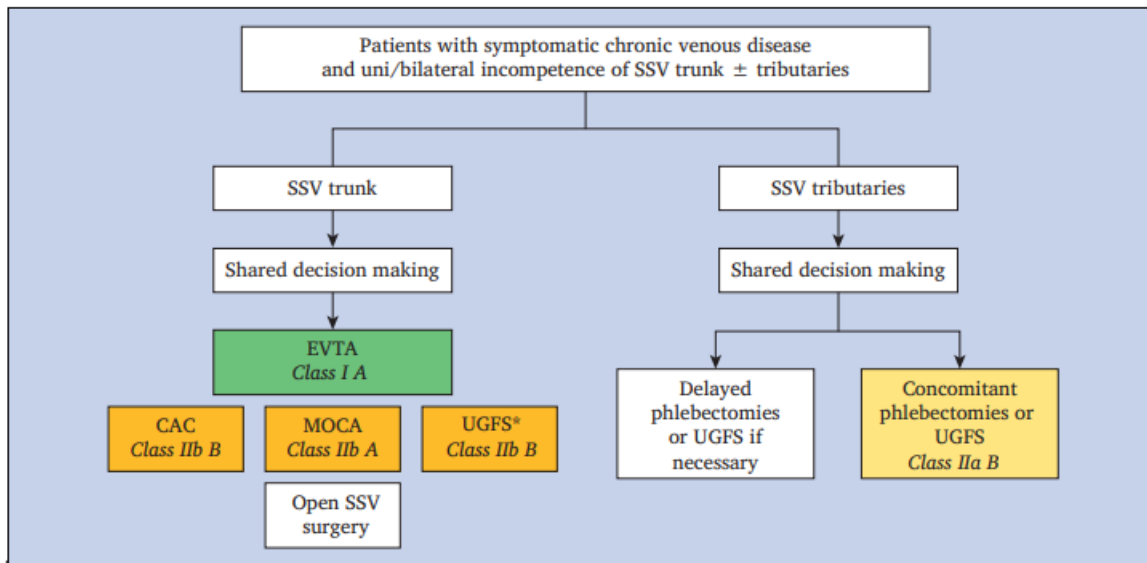 Patients with symptomatic chronic venous disease
and uni/bilateral incompetence of SSV trunk ± tributaries
SSV trunk
SSV tributaries
Shared decision making
Shared decision making
EVTA
Class I A
CAC
Class IIb B
MOCA
Class IIb A
UGFS*
Class IIb B
Open SSV
surgery
Delayed
phlebectomies
or UGFS if
necessary
Concomitant
phlebectomies or
UGFS
Class IIa B